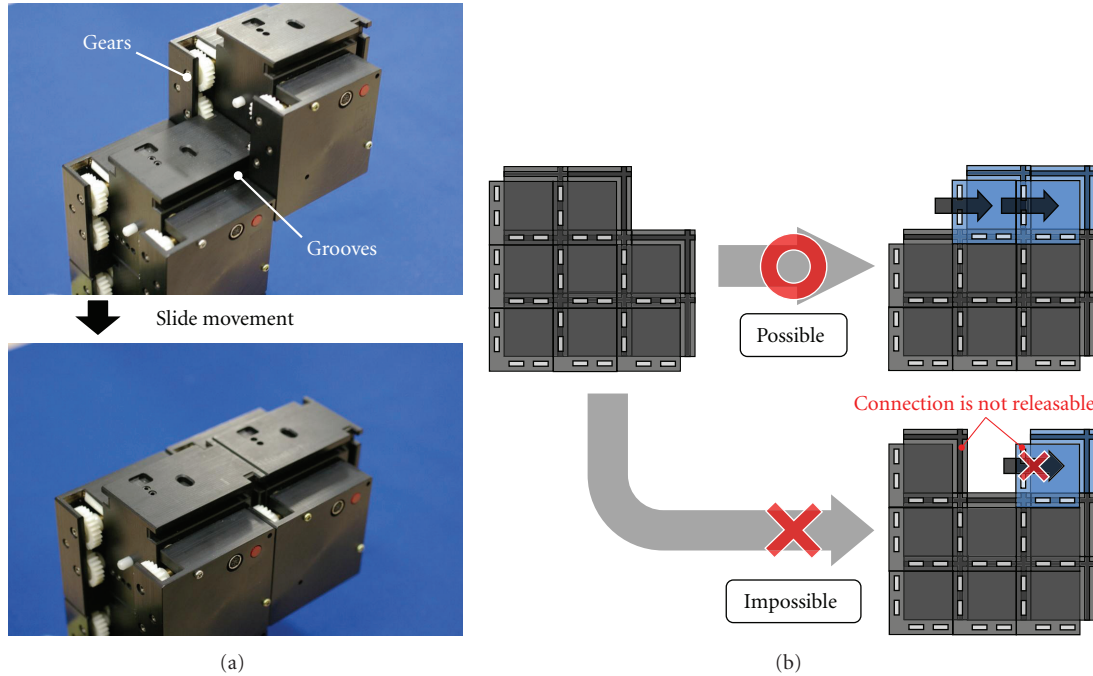 Gears
Grooves
Slide movement
(a)
Possible
Connection is not releasable
Impossible
(b)